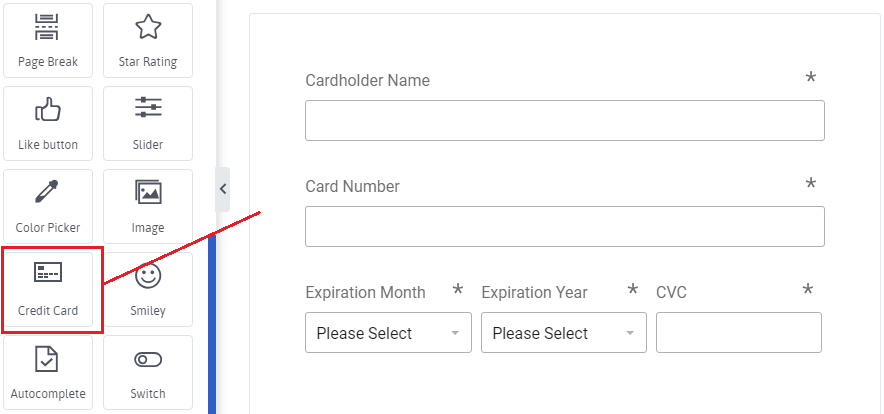 Page Break
Star Rating
Like button
Slider
Color Picker
Image
Credit Card
Smiley
Autocomplete
Switch
Cardholder Name *
Card Number *
Expiration Month * Expiration Year * CVC *
Please Select Please Select